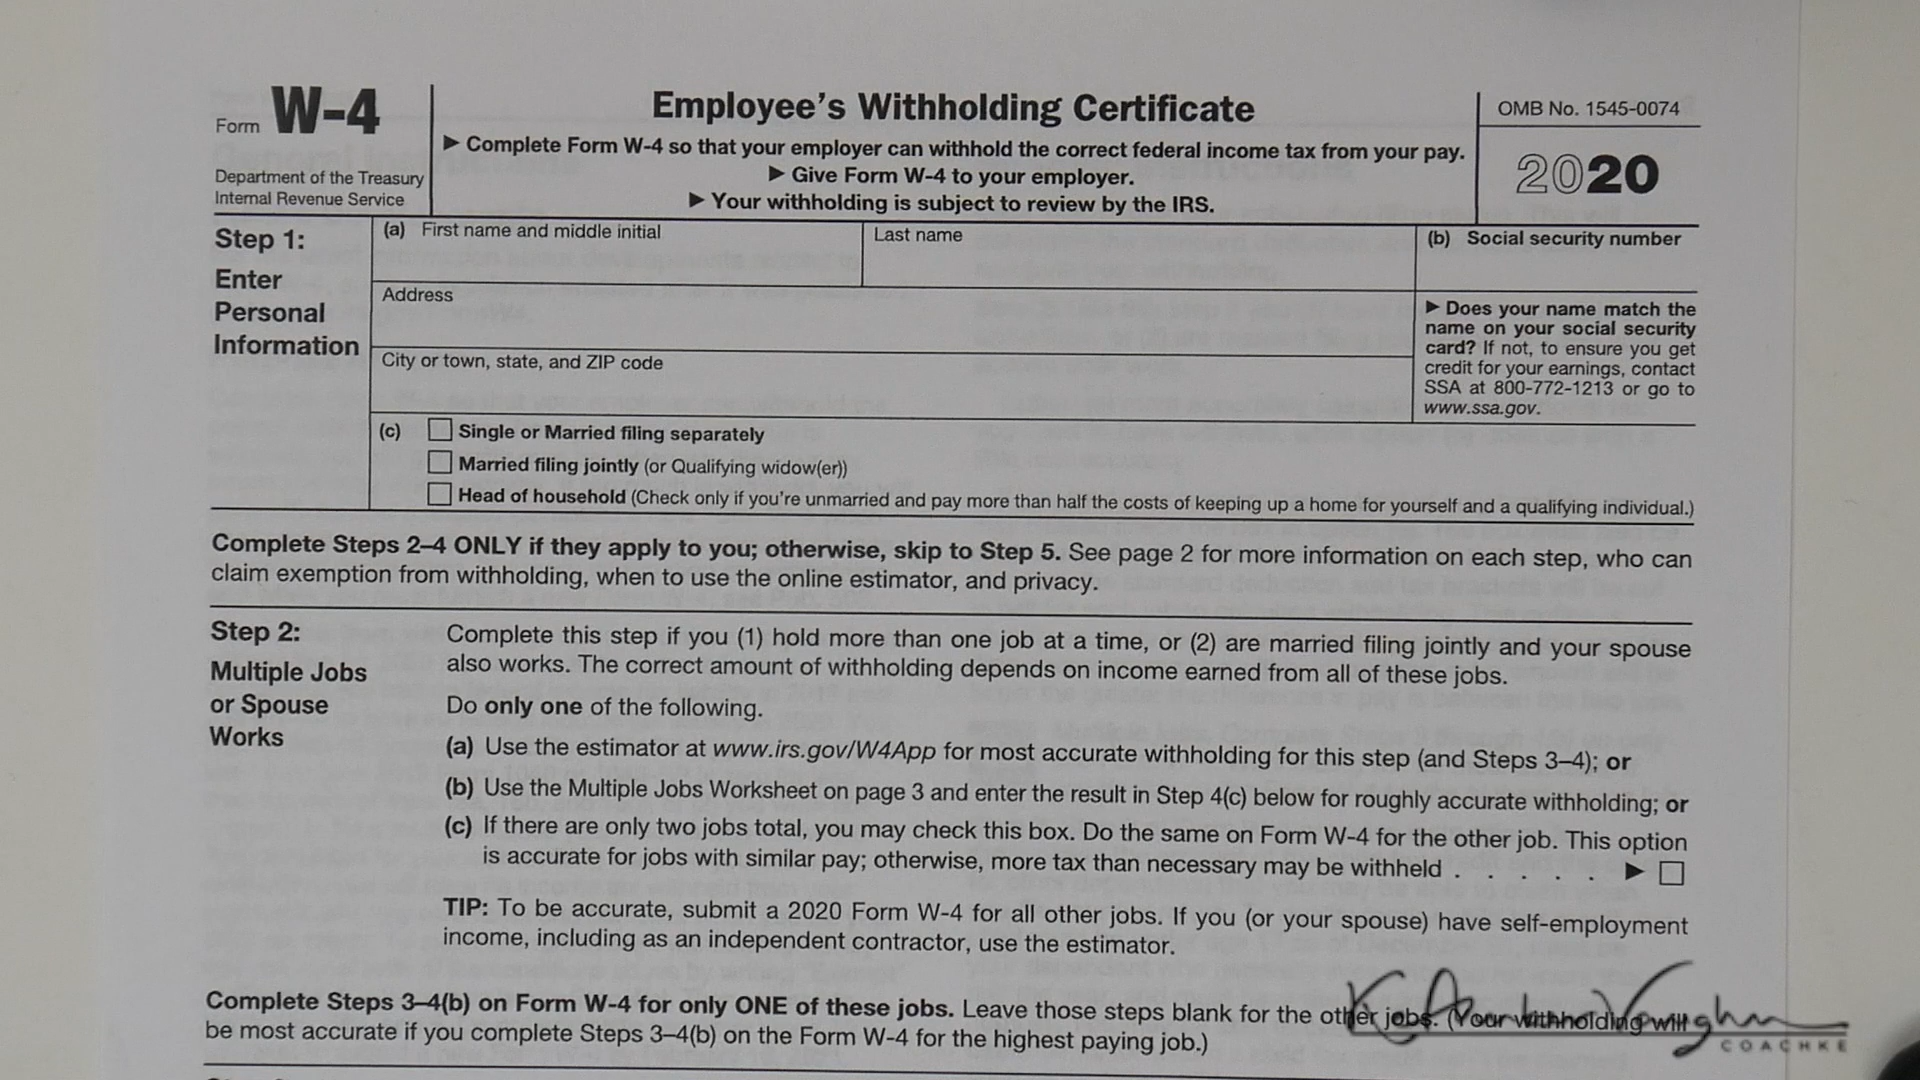 Form W-4
Department of the Treasury
Internal Revenue Service
Employee's Withholding Certificate
▶ Complete Form W-4 so that your employer can withhold the correct federal income tax from your pay.
▶ Give Form W-4 to your employer.
▶ Your withholding is subject to review by the IRS.
OMB No. 1545-0074
2020
Step 1:
Enter
Personal
Information
(a) First name and middle initial
Last name
(b) Social security number
Address
City or town, state, and ZIP code
▶ Does your name match the
name on your social security
card? If not, to ensure you get
credit for your earnings, contact
SSA at 800-772-1213 or go to
www.ssa.gov.
(c) Single or Married filing separately
Married filing jointly (or Qualifying widow(er))
Head of household (Check only if you're unmarried and pay more than half the costs of keeping up a home for yourself and a qualifying individual.)
Complete Steps 2–4 ONLY if they apply to you; otherwise, skip to Step 5. See page 2 for more information on each step, who can
claim exemption from withholding, when to use the online estimator, and privacy.
Step 2:
Multiple Jobs
or Spouse
Works
Complete this step if you (1) hold more than one job at a time, or (2) are married filing jointly and your spouse
also works. The correct amount of withholding depends on income earned from all of these jobs.
Do only one of the following.
(a) Use the estimator at www.irs.gov/W4App for most accurate withholding for this step (and Steps 3–4); or
(b) Use the Multiple Jobs Worksheet on page 3 and enter the result in Step 4(c) below for roughly accurate withholding; or
(c) If there are only two jobs total, you may check this box. Do the same on Form W-4 for the other job. This option
is accurate for jobs with similar pay; otherwise, more tax than necessary may be withheld . . . . . ▶
TIP: To be accurate, submit a 2020 Form W-4 for all other jobs. If you (or your spouse) have self-employment
income, including as an independent contractor, use the estimator.
Complete Steps 3–4(b) on Form W-4 for only ONE of these jobs. Leave those steps blank for the other jobs. (Your withholding will
be most accurate if you complete Steps 3–4(b) on the Form W-4 for the highest paying job.)
COACHKE